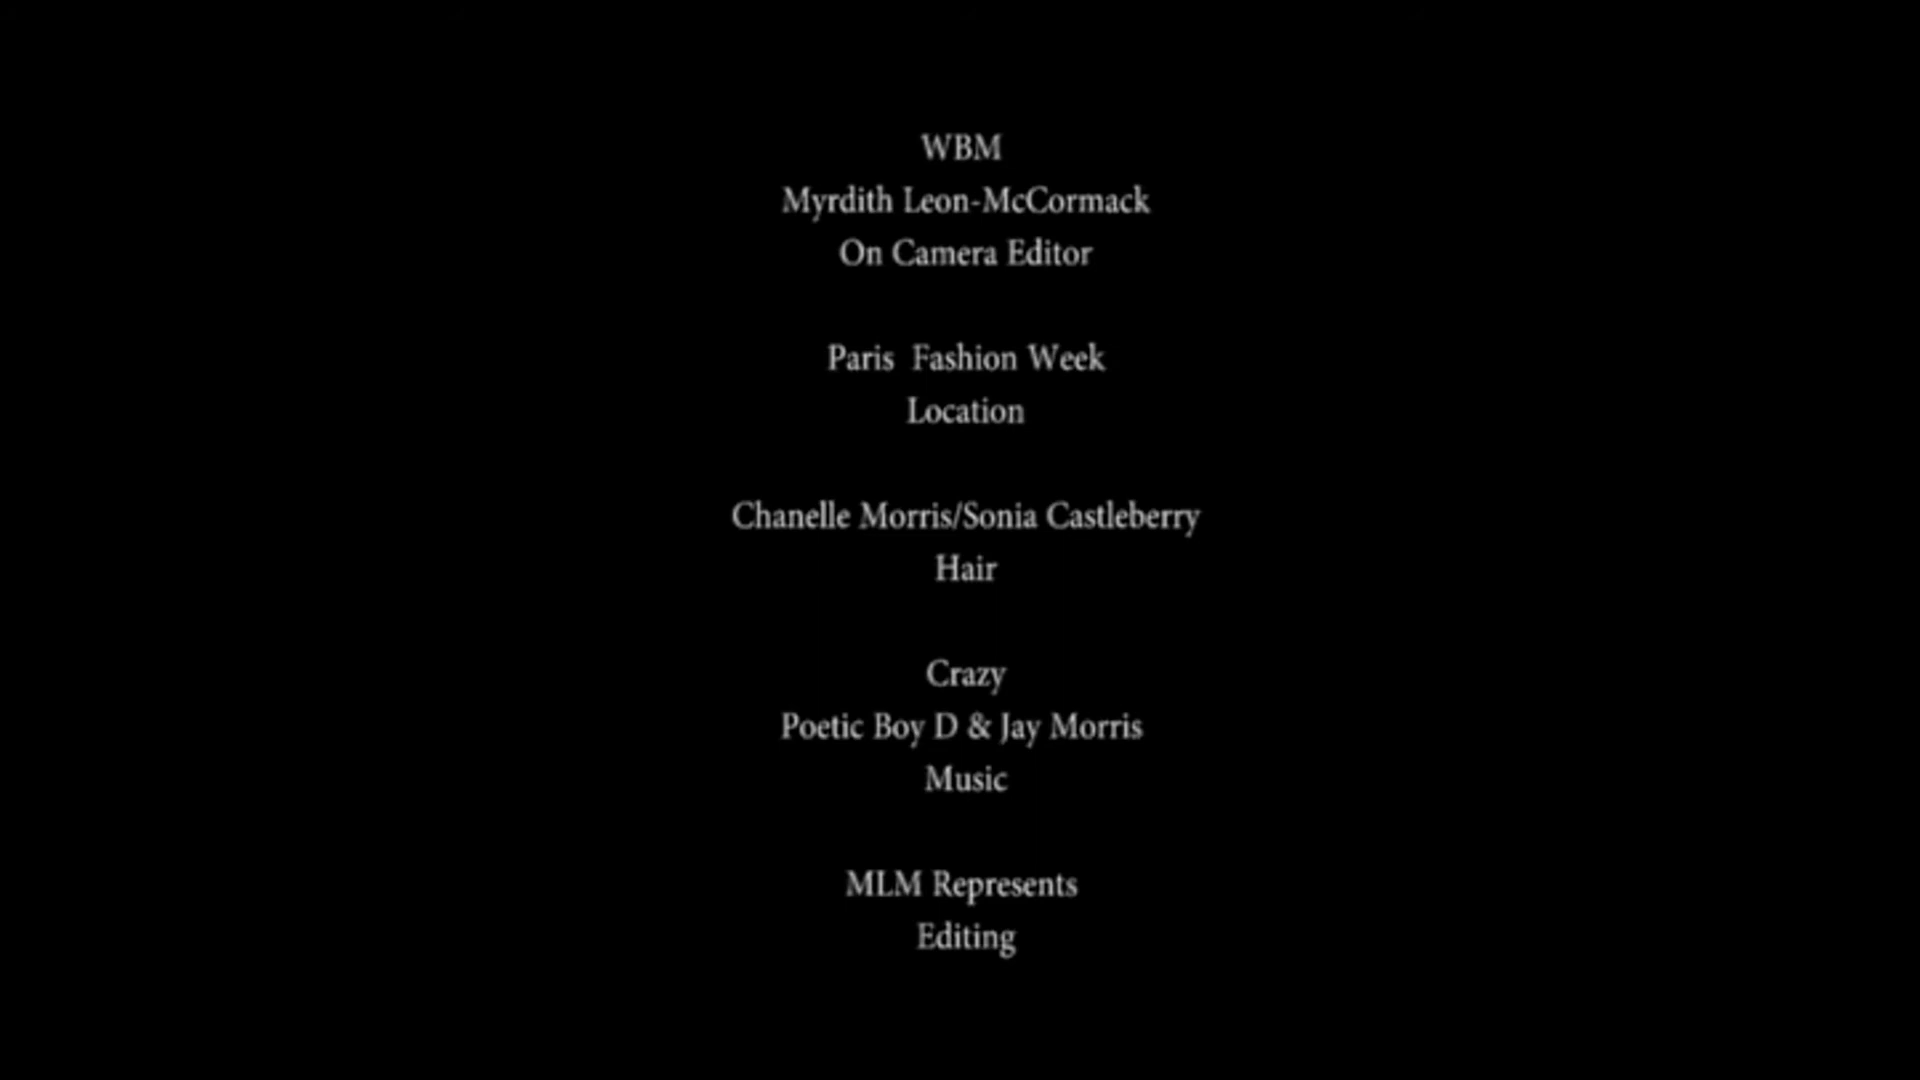 WBM
Myrdith Leon-McCormack
On Camera Editor
Paris  Fashion Week
Location
Chanelle Morris/Sonia Castleberry
Hair
Crazy
Poetic Boy D & Jay Morris
Music
MLM Represents
Editing